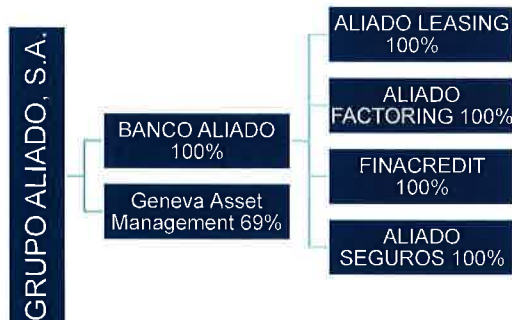 GRUPO ALIADO, S.A.
BANCO ALIADO
100%
Geneva Asset
Management 69%
ALIADO LEASING
100%
ALIADO
FACTORING 100%
FINACREDIT
100%
ALIADO
SEGUROS 100%